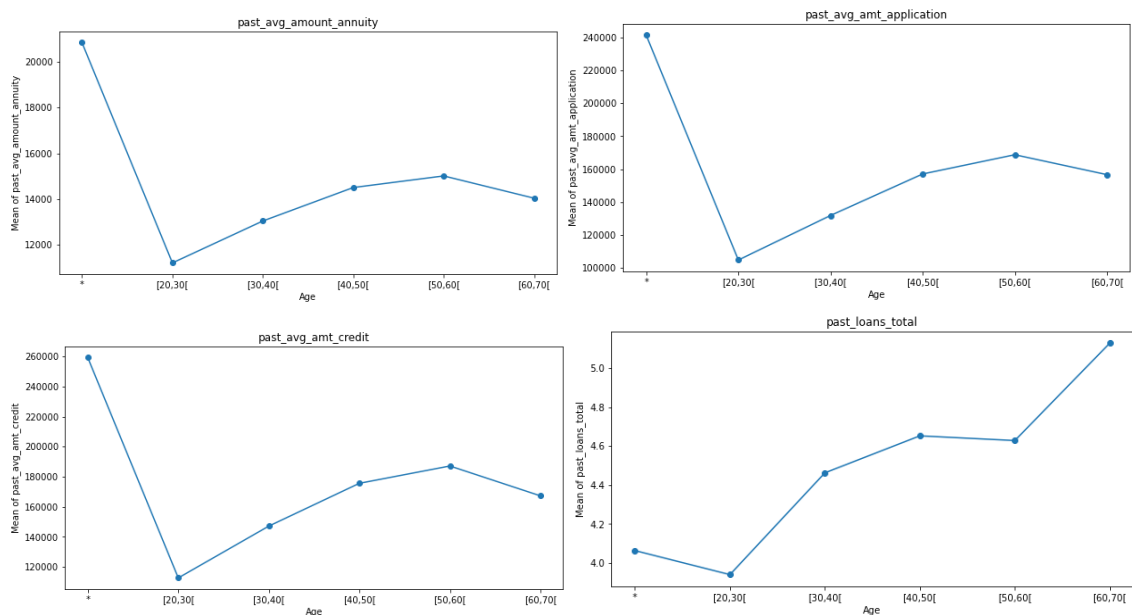 past_avg_amount_annuity
Mean of past_avg_amount_annuity
20000
18000
16000
14000
12000
* [20,30[ [30,40[ [40,50[ [50,60[ [60,70[
Age
past_avg_amt_application
Mean of past_avg_amt_application
240000
220000
200000
180000
160000
140000
120000
100000
* [20,30[ [30,40[ [40,50[ [50,60[ [60,70[
Age
past_avg_amt_credit
Mean of past_avg_amt_credit
260000
240000
220000
200000
180000
160000
140000
120000
* [20,30[ [30,40[ [40,50[ [50,60[ [60,70[
Age
past_loans_total
Mean of past_loans_total
5.0
4.8
4.6
4.4
4.2
4.0
* [20,30[ [30,40[ [40,50[ [50,60[ [60,70[
Age